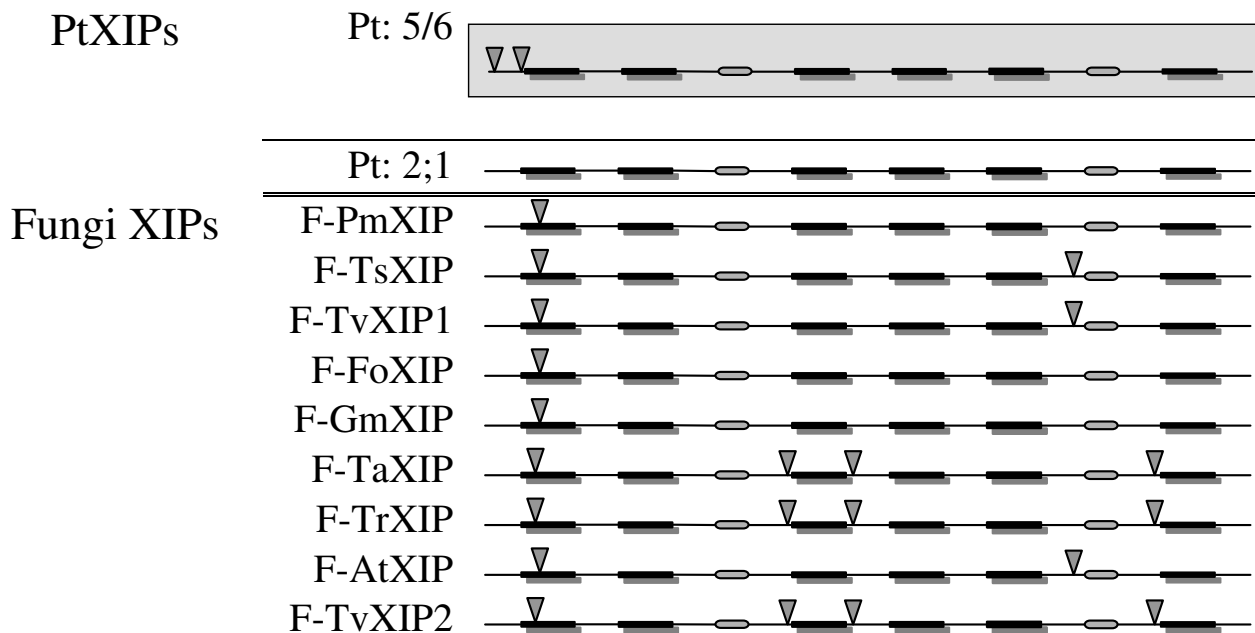 PtXIPs
Pt: 5/6
Pt: 2;1
Fungi XIPs
F-PmXIP
F-TsXIP
F-TvXIP1
F-FoXIP
F-GmXIP
F-TaXIP
F-TrXIP
F-AtXIP
F-TvXIP2